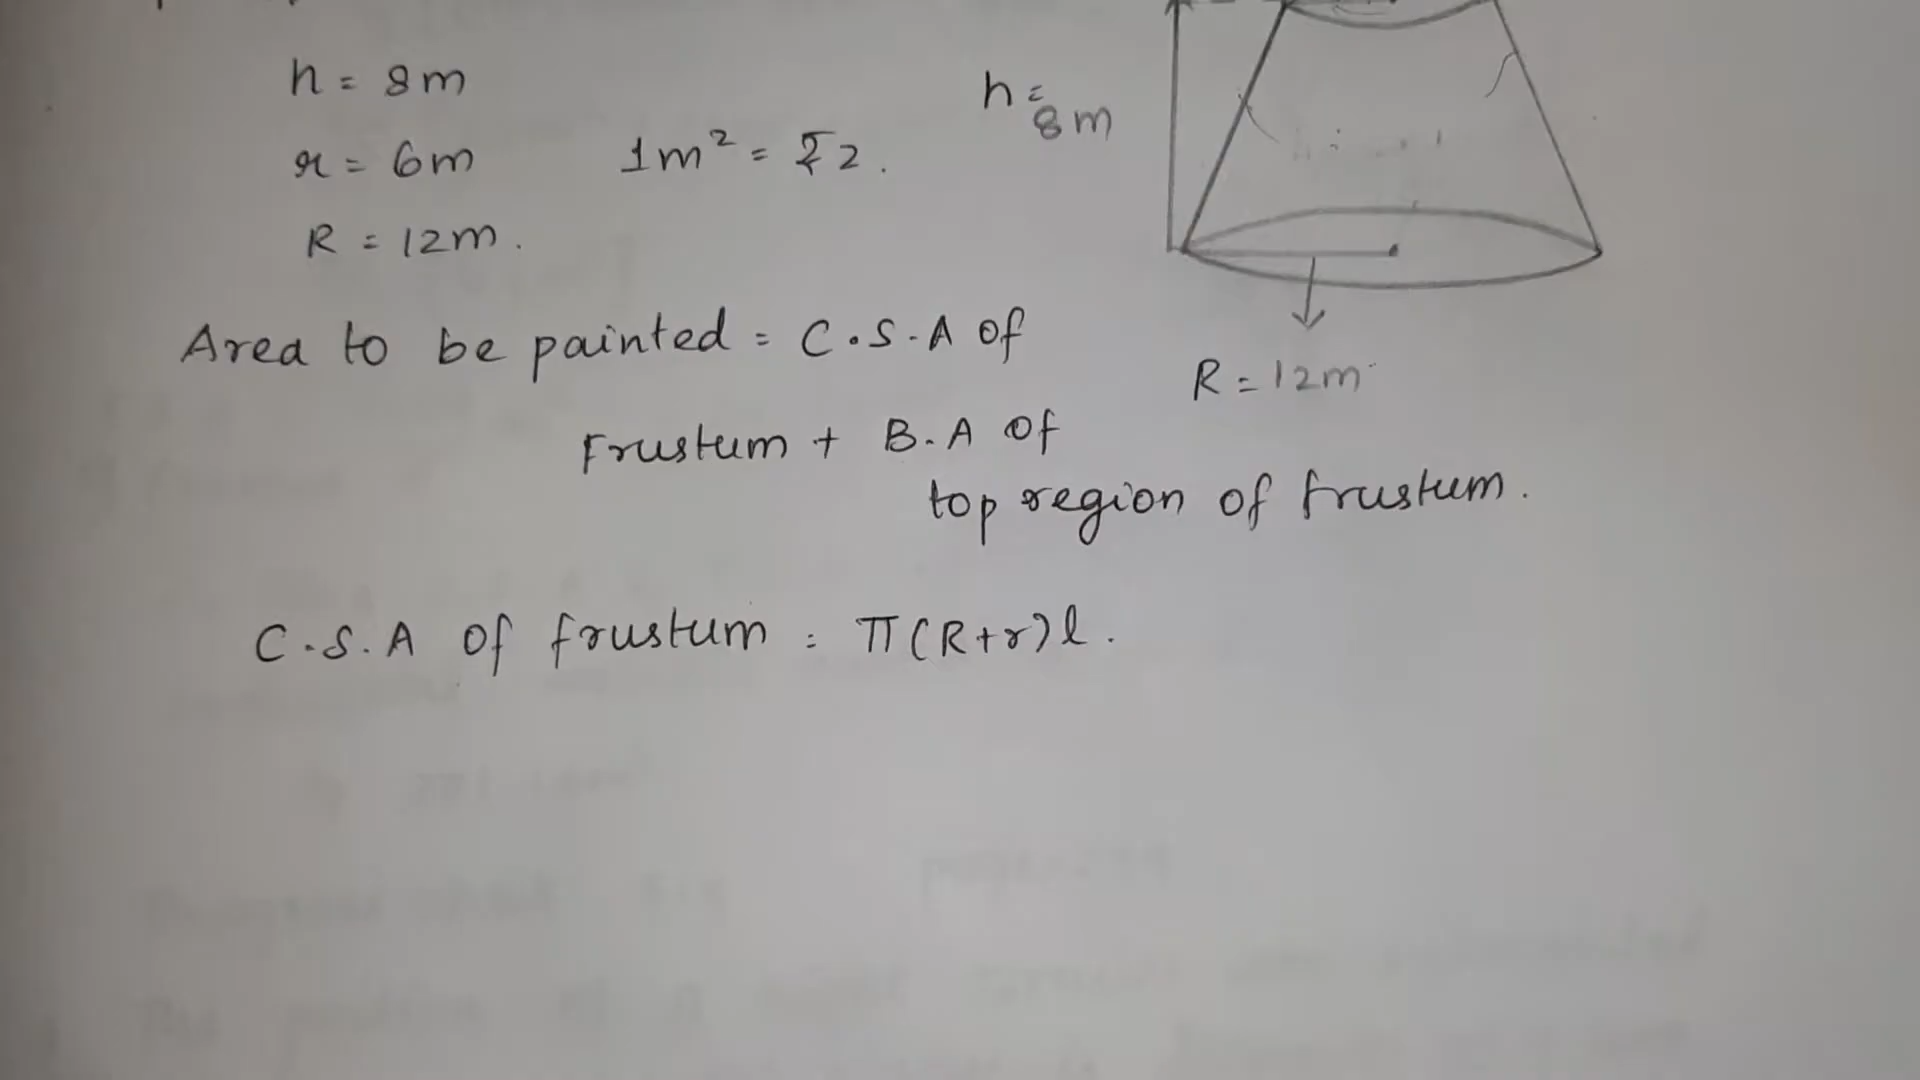 h = 8m
r = 6m 1m² = ₹2.
R = 12m.
h = 8m
R = 12m
Area to be painted = C.S.A of
Frustum + B.A of
top region of frustum.
C.S.A of frustum = π(R+r)l.